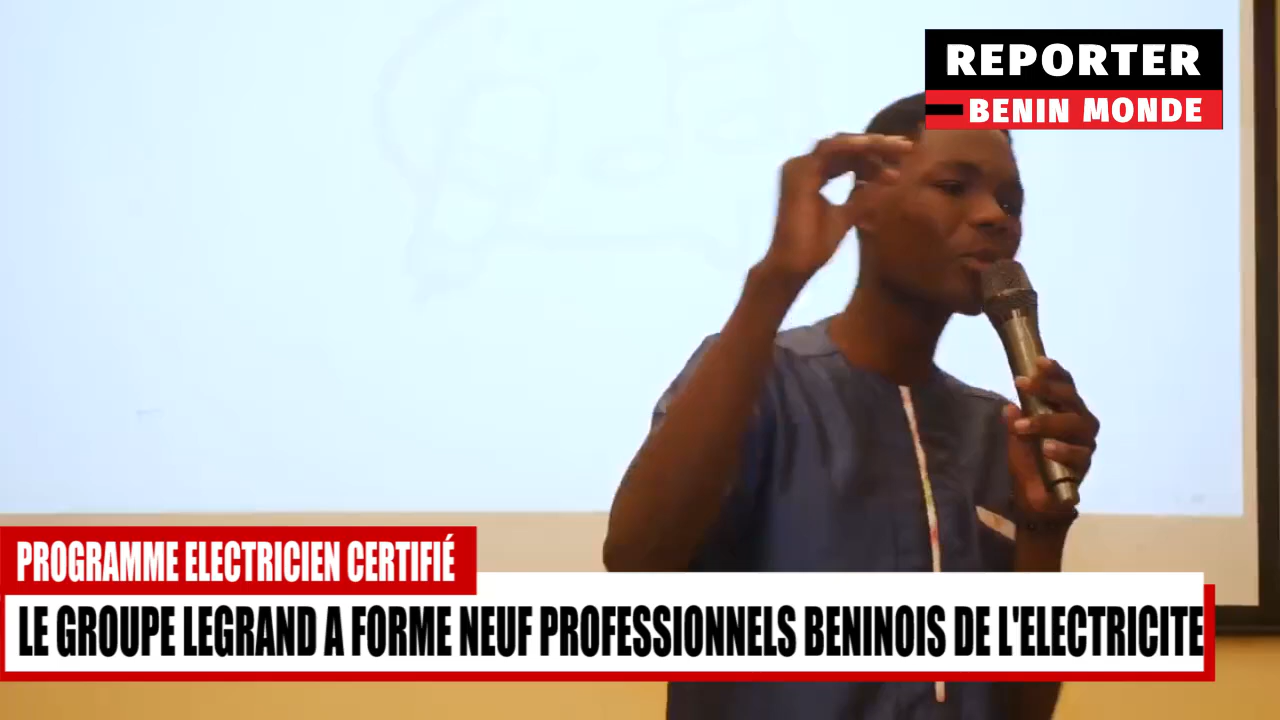 REPORTER
BENIN MONDE
PROGRAMME ELECTRICIEN CERTIFIÉ
LE GROUPE LEGRAND A FORME NEUF PROFESSIONNELS BENINOIS DE L'ELECTRICITE